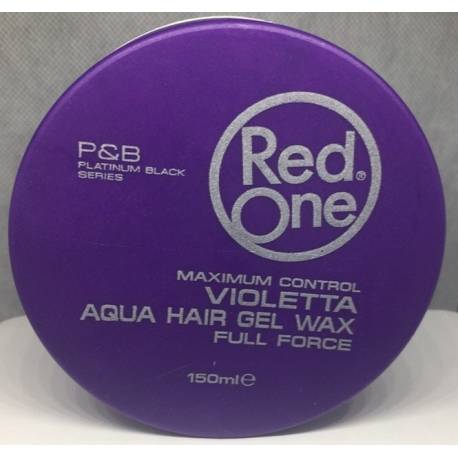 P&B
PLATINUM BLACK
SERIES
Red®
One
MAXIMUM CONTROL
VIOLETTA
AQUA HAIR GEL WAX
FULL FORCE
150ml℮